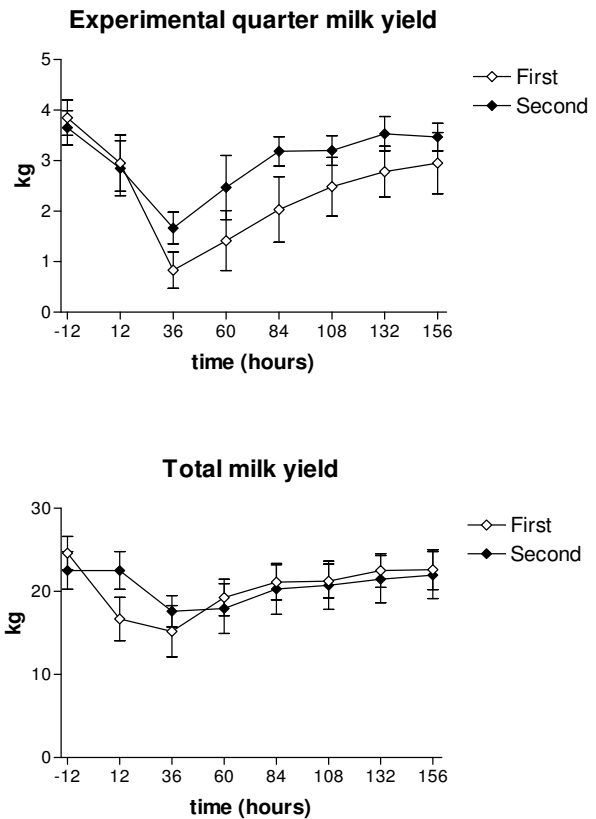 Experimental quarter milk yield
5
4
3
2
1
0
kg
-12 12 36 60 84 108 132 156
time (hours)
First
Second
Total milk yield
30
20
10
0
kg
-12 12 36 60 84 108 132 156
time (hours)
First
Second